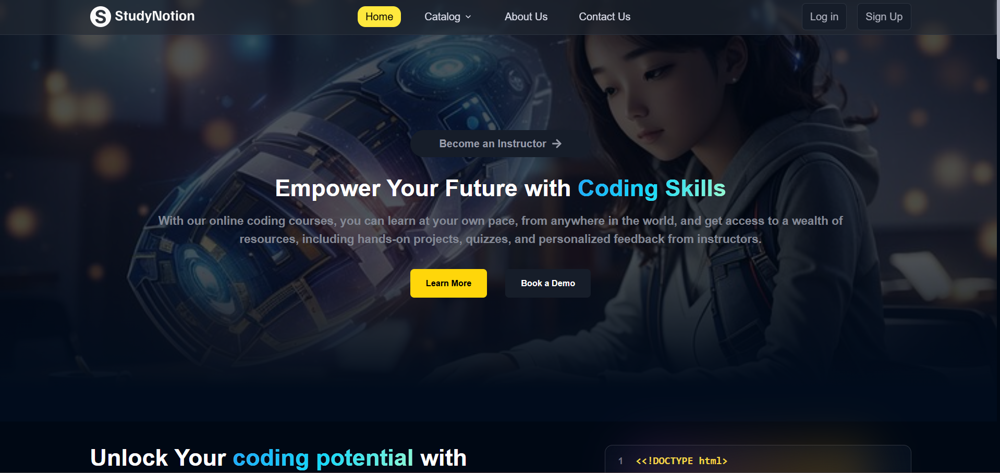 S StudyNotion
Home Catalog About Us Contact Us Log in Sign Up
Become an Instructor →
Empower Your Future with Coding Skills
With our online coding courses, you can learn at your own pace, from anywhere in the world, and get access to a wealth of
resources, including hands-on projects, quizzes, and personalized feedback from instructors.
Learn More Book a Demo
Unlock Your coding potential with
1 <<!DOCTYPE html>